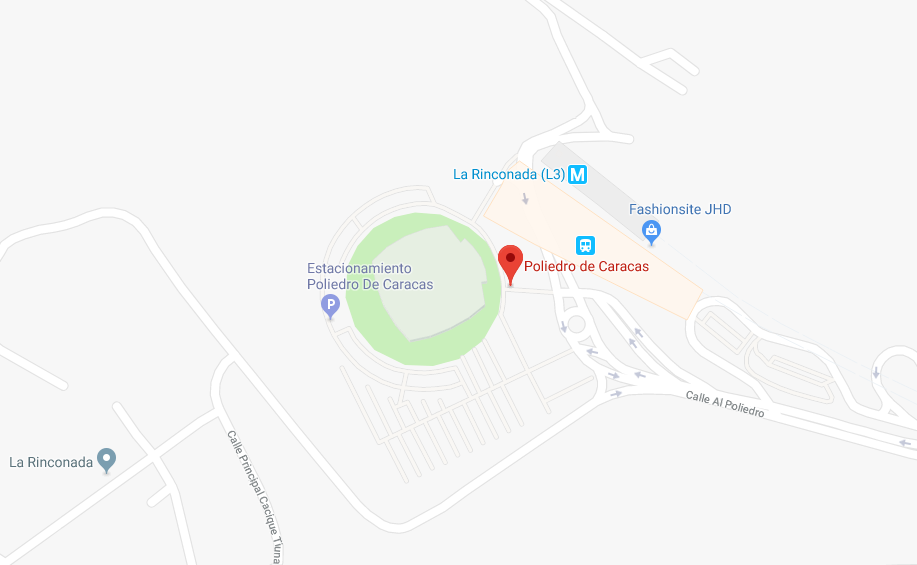 La Rinconada (L3)
M
Fashionsite JHD
Estacionamiento
Poliedro De Caracas
P
Poliedro de Caracas
Calle Al Poliedro
La Rinconada
Calle Principal Cacique Tiuna